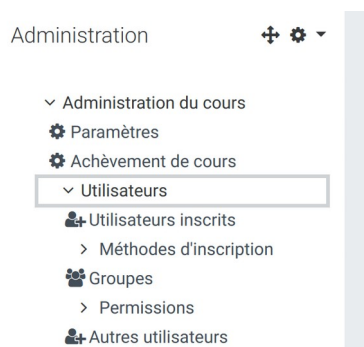 Administration
Administration du cours
Paramètres
Achèvement de cours
Utilisateurs
Utilisateurs inscrits
Méthodes d'inscription
Groupes
Permissions
Autres utilisateurs